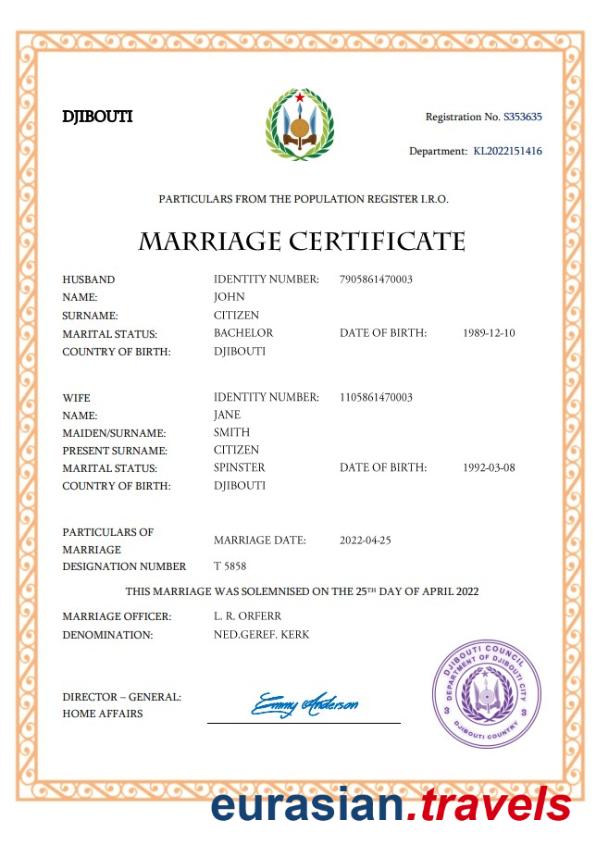 DJIBOUTI
Registration No. S353635
Department: KL2022151416
PARTICULARS FROM THE POPULATION REGISTER I.R.O.
MARRIAGE CERTIFICATE
HUSBAND IDENTITY NUMBER: 7905861470003
NAME: JOHN
SURNAME: CITIZEN
MARITAL STATUS: BACHELOR DATE OF BIRTH: 1989-12-10
COUNTRY OF BIRTH: DJIBOUTI
WIFE IDENTITY NUMBER: 1105861470003
NAME: JANE
MAIDEN/SURNAME: SMITH
PRESENT SURNAME: CITIZEN
MARITAL STATUS: SPINSTER DATE OF BIRTH: 1992-03-08
COUNTRY OF BIRTH: DJIBOUTI
PARTICULARS OF
MARRIAGE MARRIAGE DATE: 2022-04-25
DESIGNATION NUMBER T 5858
THIS MARRIAGE WAS SOLEMNISED ON THE 25TH DAY OF APRIL 2022
MARRIAGE OFFICER: L. R. ORFERR
DENOMINATION: NED.GEREF. KERK
DIRECTOR – GENERAL:
HOME AFFAIRS
Emmy Anderson
DJIBOUTI COUNCIL
DEPARTMENT OF DJIBOUTI CITY
3 3
DJIBOUTI COUNTRY
eurasian.travels